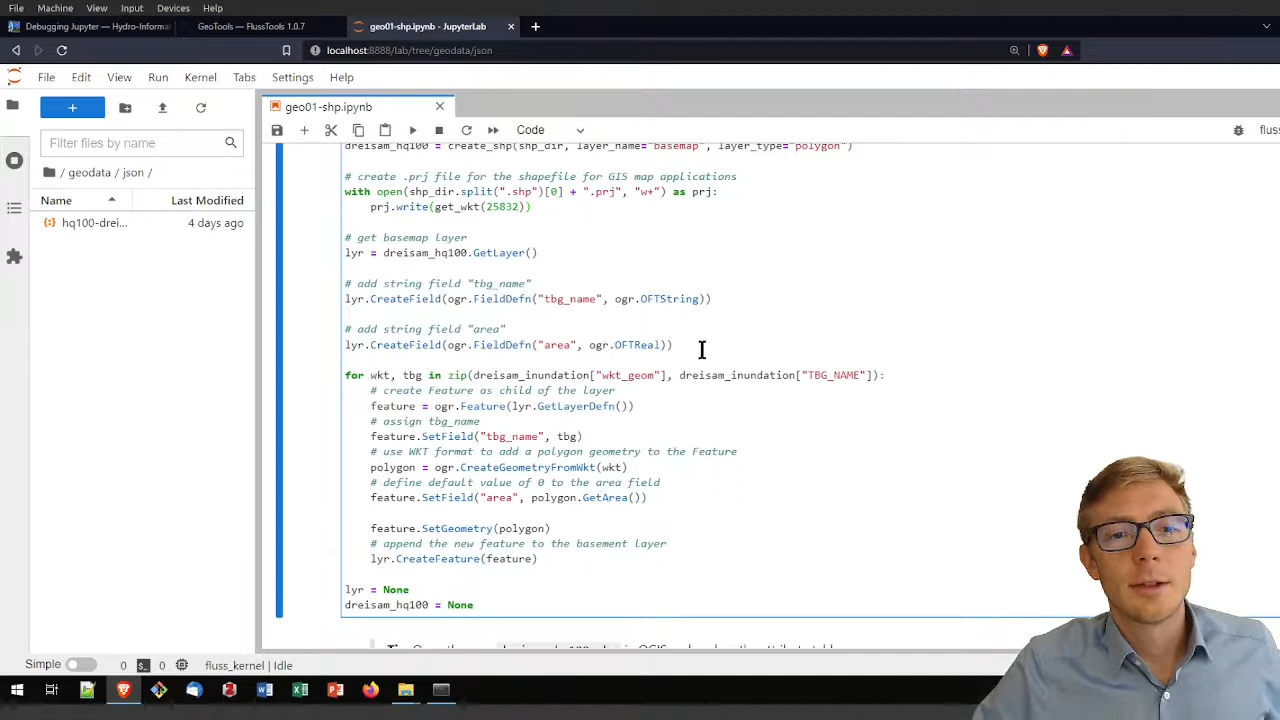 File Machine View Input Devices Help
Debugging Jupyter — Hydro-Informat
GeoTools — FlussTools 1.0.7
geo01-shp.ipynb - JupyterLab
localhost:8888/lab/tree/geodata/json
File Edit View Run Kernel Tabs Settings Help
geo01-shp.ipynb
Code
fluss
Filter files by name
/ geodata / json /
Name Last Modified
hq100-drei... 4 days ago
dreisam_hq100 = create_shp(shp_dir, layer_name="basemap", layer_type="polygon")
# create .prj file for the shapefile for GIS map applications
with open(shp_dir.split(".shp")[0] + ".prj", "w+") as prj:
prj.write(get_wkt(25832))
# get basemap layer
lyr = dreisam_hq100.GetLayer()
# add string field "tbg_name"
lyr.CreateField(ogr.FieldDefn("tbg_name", ogr.OFTString))
# add string field "area"
lyr.CreateField(ogr.FieldDefn("area", ogr.OFTReal))
for wkt, tbg in zip(dreisam_inundation["wkt_geom"], dreisam_inundation["TBG_NAME"]):
# create Feature as child of the layer
feature = ogr.Feature(lyr.GetLayerDefn())
# assign tbg_name
feature.SetField("tbg_name", tbg)
# use WKT format to add a polygon geometry to the Feature
polygon = ogr.CreateGeometryFromWkt(wkt)
# define default value of 0 to the area field
feature.SetField("area", polygon.GetArea())
feature.SetGeometry(polygon)
# append the new feature to the basement layer
lyr.CreateFeature(feature)
lyr = None
dreisam_hq100 = None
Simple 0 0 fluss_kernel | Idle